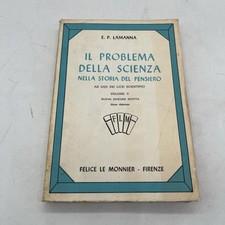 E. P. LAMANNA
IL PROBLEMA
DELLA SCIENZA
NELLA STORIA DEL PENSIERO
AD USO DEI LICEI SCIENTIFICI
VOLUME II
FLM
FELICE LE MONNIER - FIRENZE